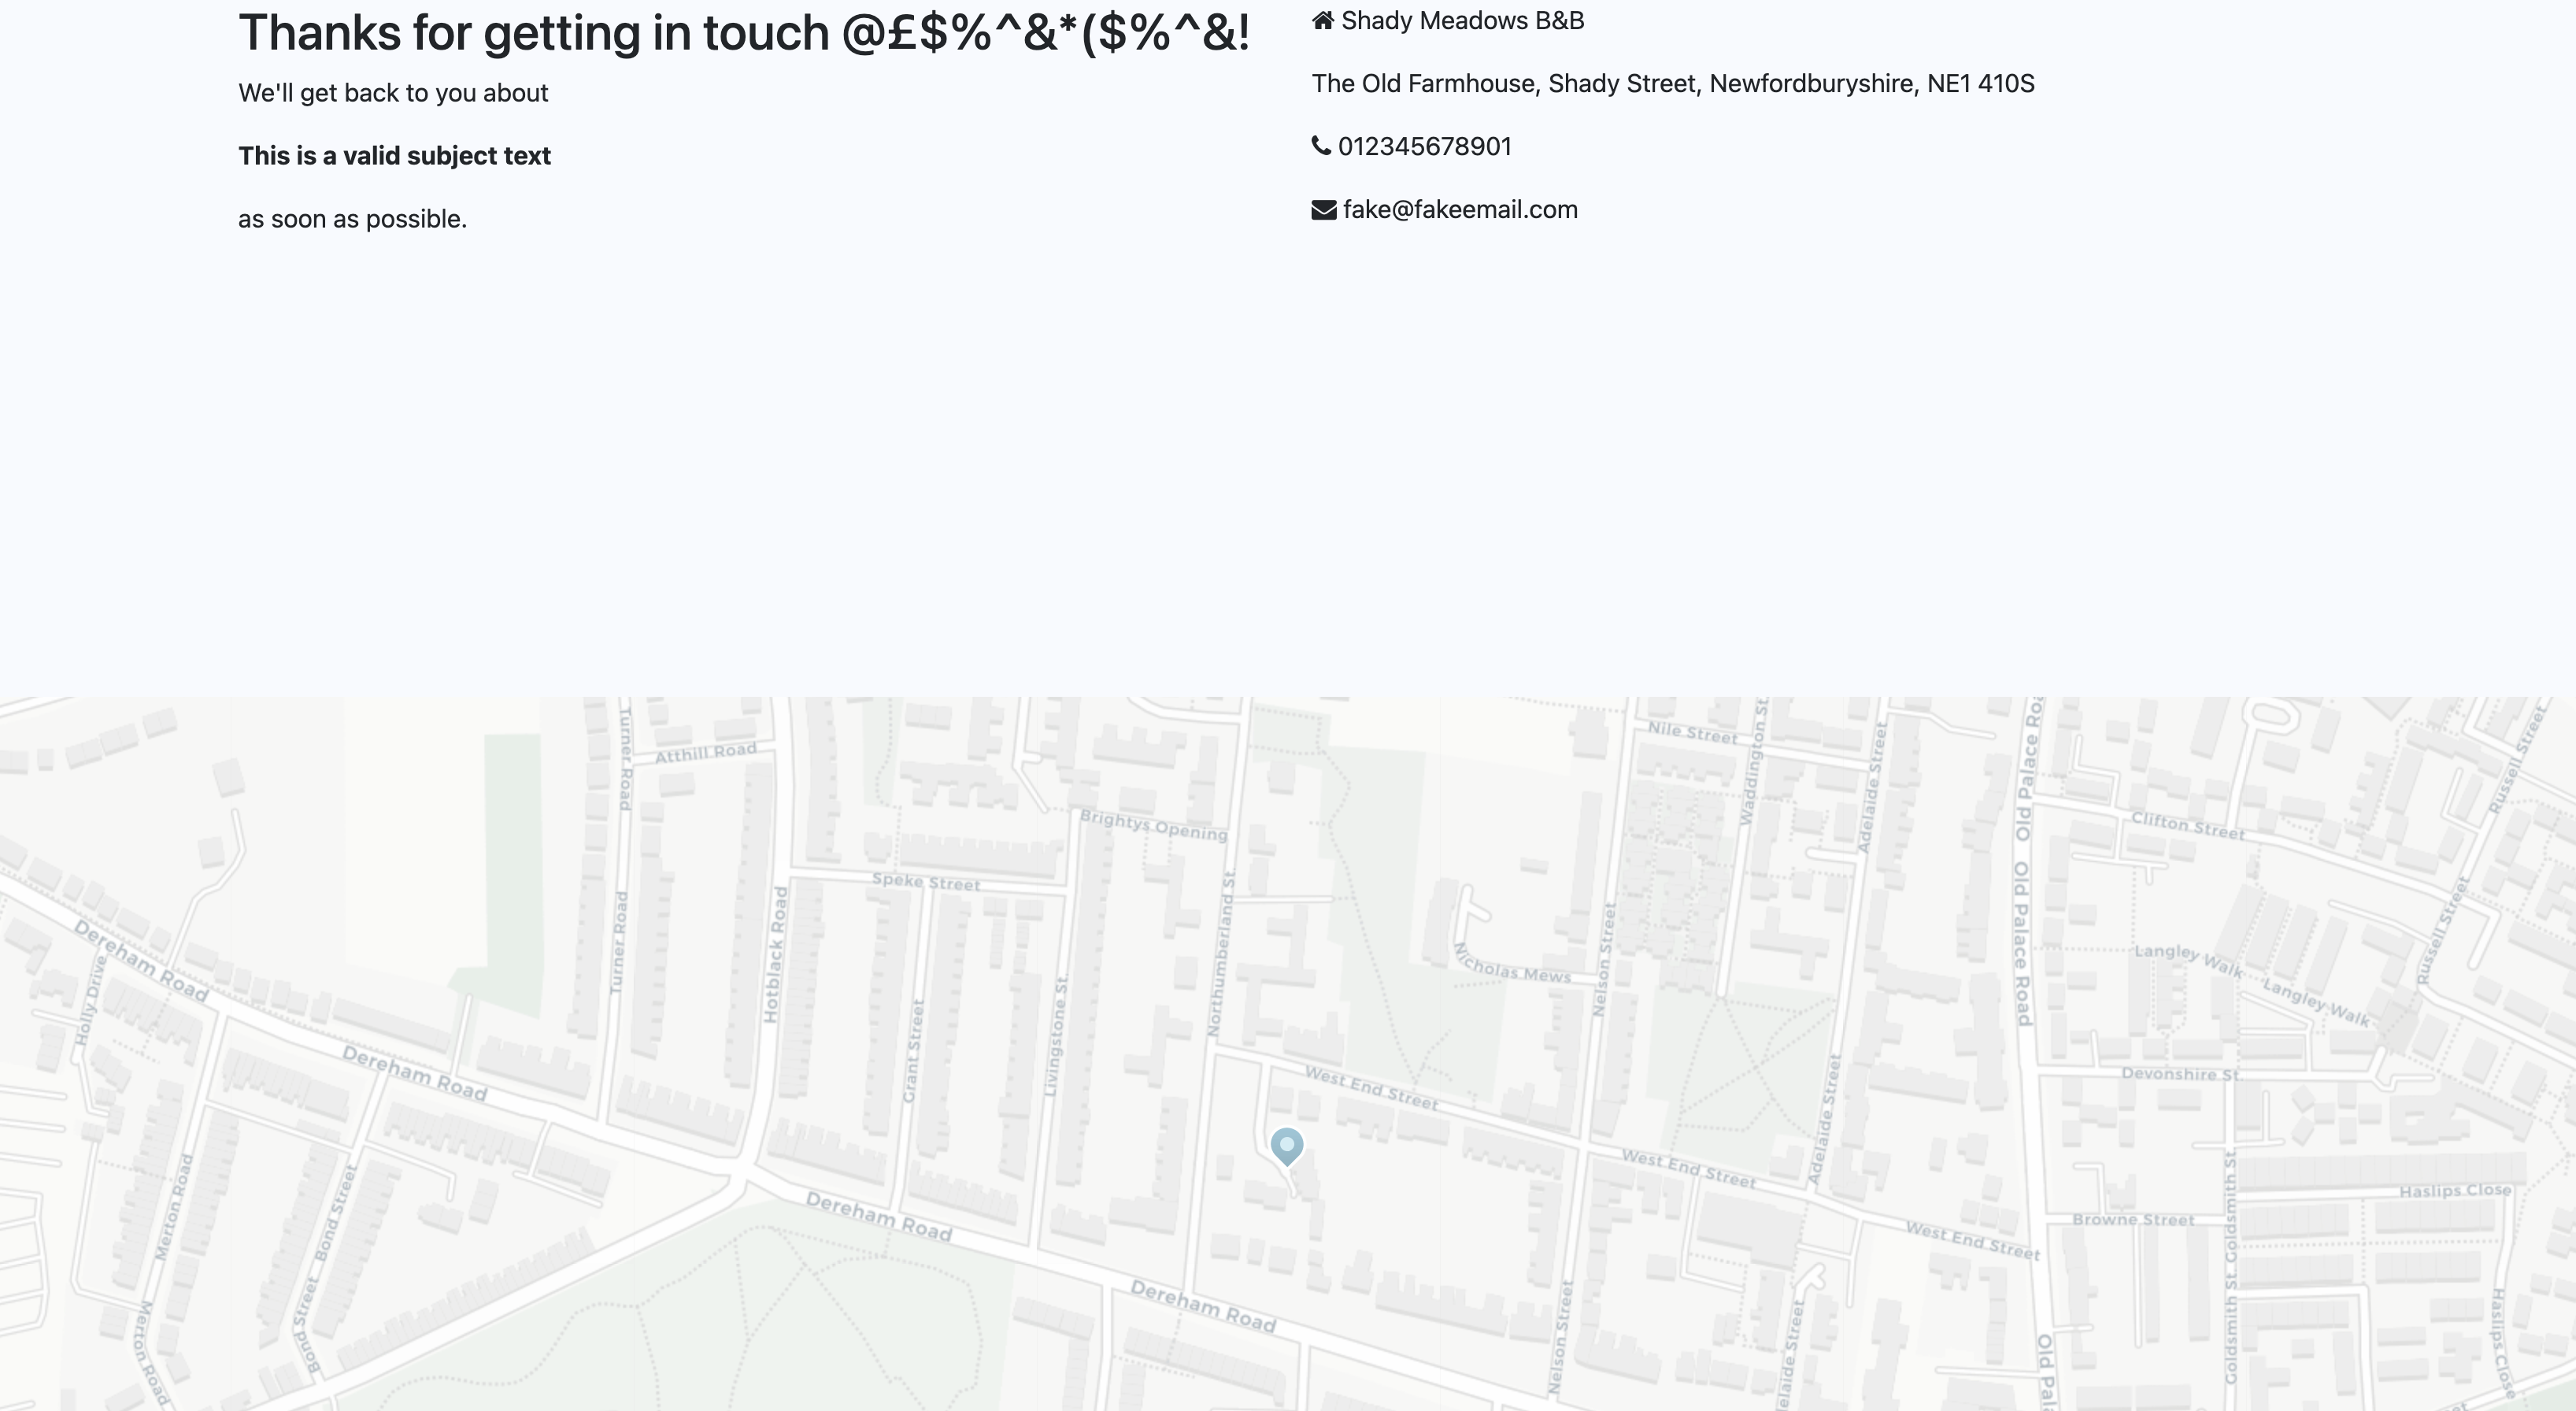 Thanks for getting in touch @£$%^&*($%^&!
We'll get back to you about
This is a valid subject text
as soon as possible.
Shady Meadows B&B
The Old Farmhouse, Shady Street, Newfordburyshire, NE1 410S
012345678901
fake@fakeemail.com
Turner Road
Atthill Road
Nile Street
Waddington St.
Adelaide Street
Old Palace Roa
Russell Street
Brightys Opening
Clifton Street
Speke Street
Dereham Road
Holly Drive
Turner Road
Hotblack Road
Northumberland St.
Nelson Street
Nicholas Mews
Old Palace Road
Langley Walk
Langley Walk
Russell Street
Grant Street
Livingstone St.
Dereham Road
West End Street
Adelaide Street
Devonshire St.
West End Street
Merton Road
Bond Street
Dereham Road
Goldsmith St.
Haslips Close
Browne Street
West End Street
Dereham Road
Merton Road
Bond Street
Nelson Street
elaide Street
Old Pal
Goldsmith St.
Haslips Close